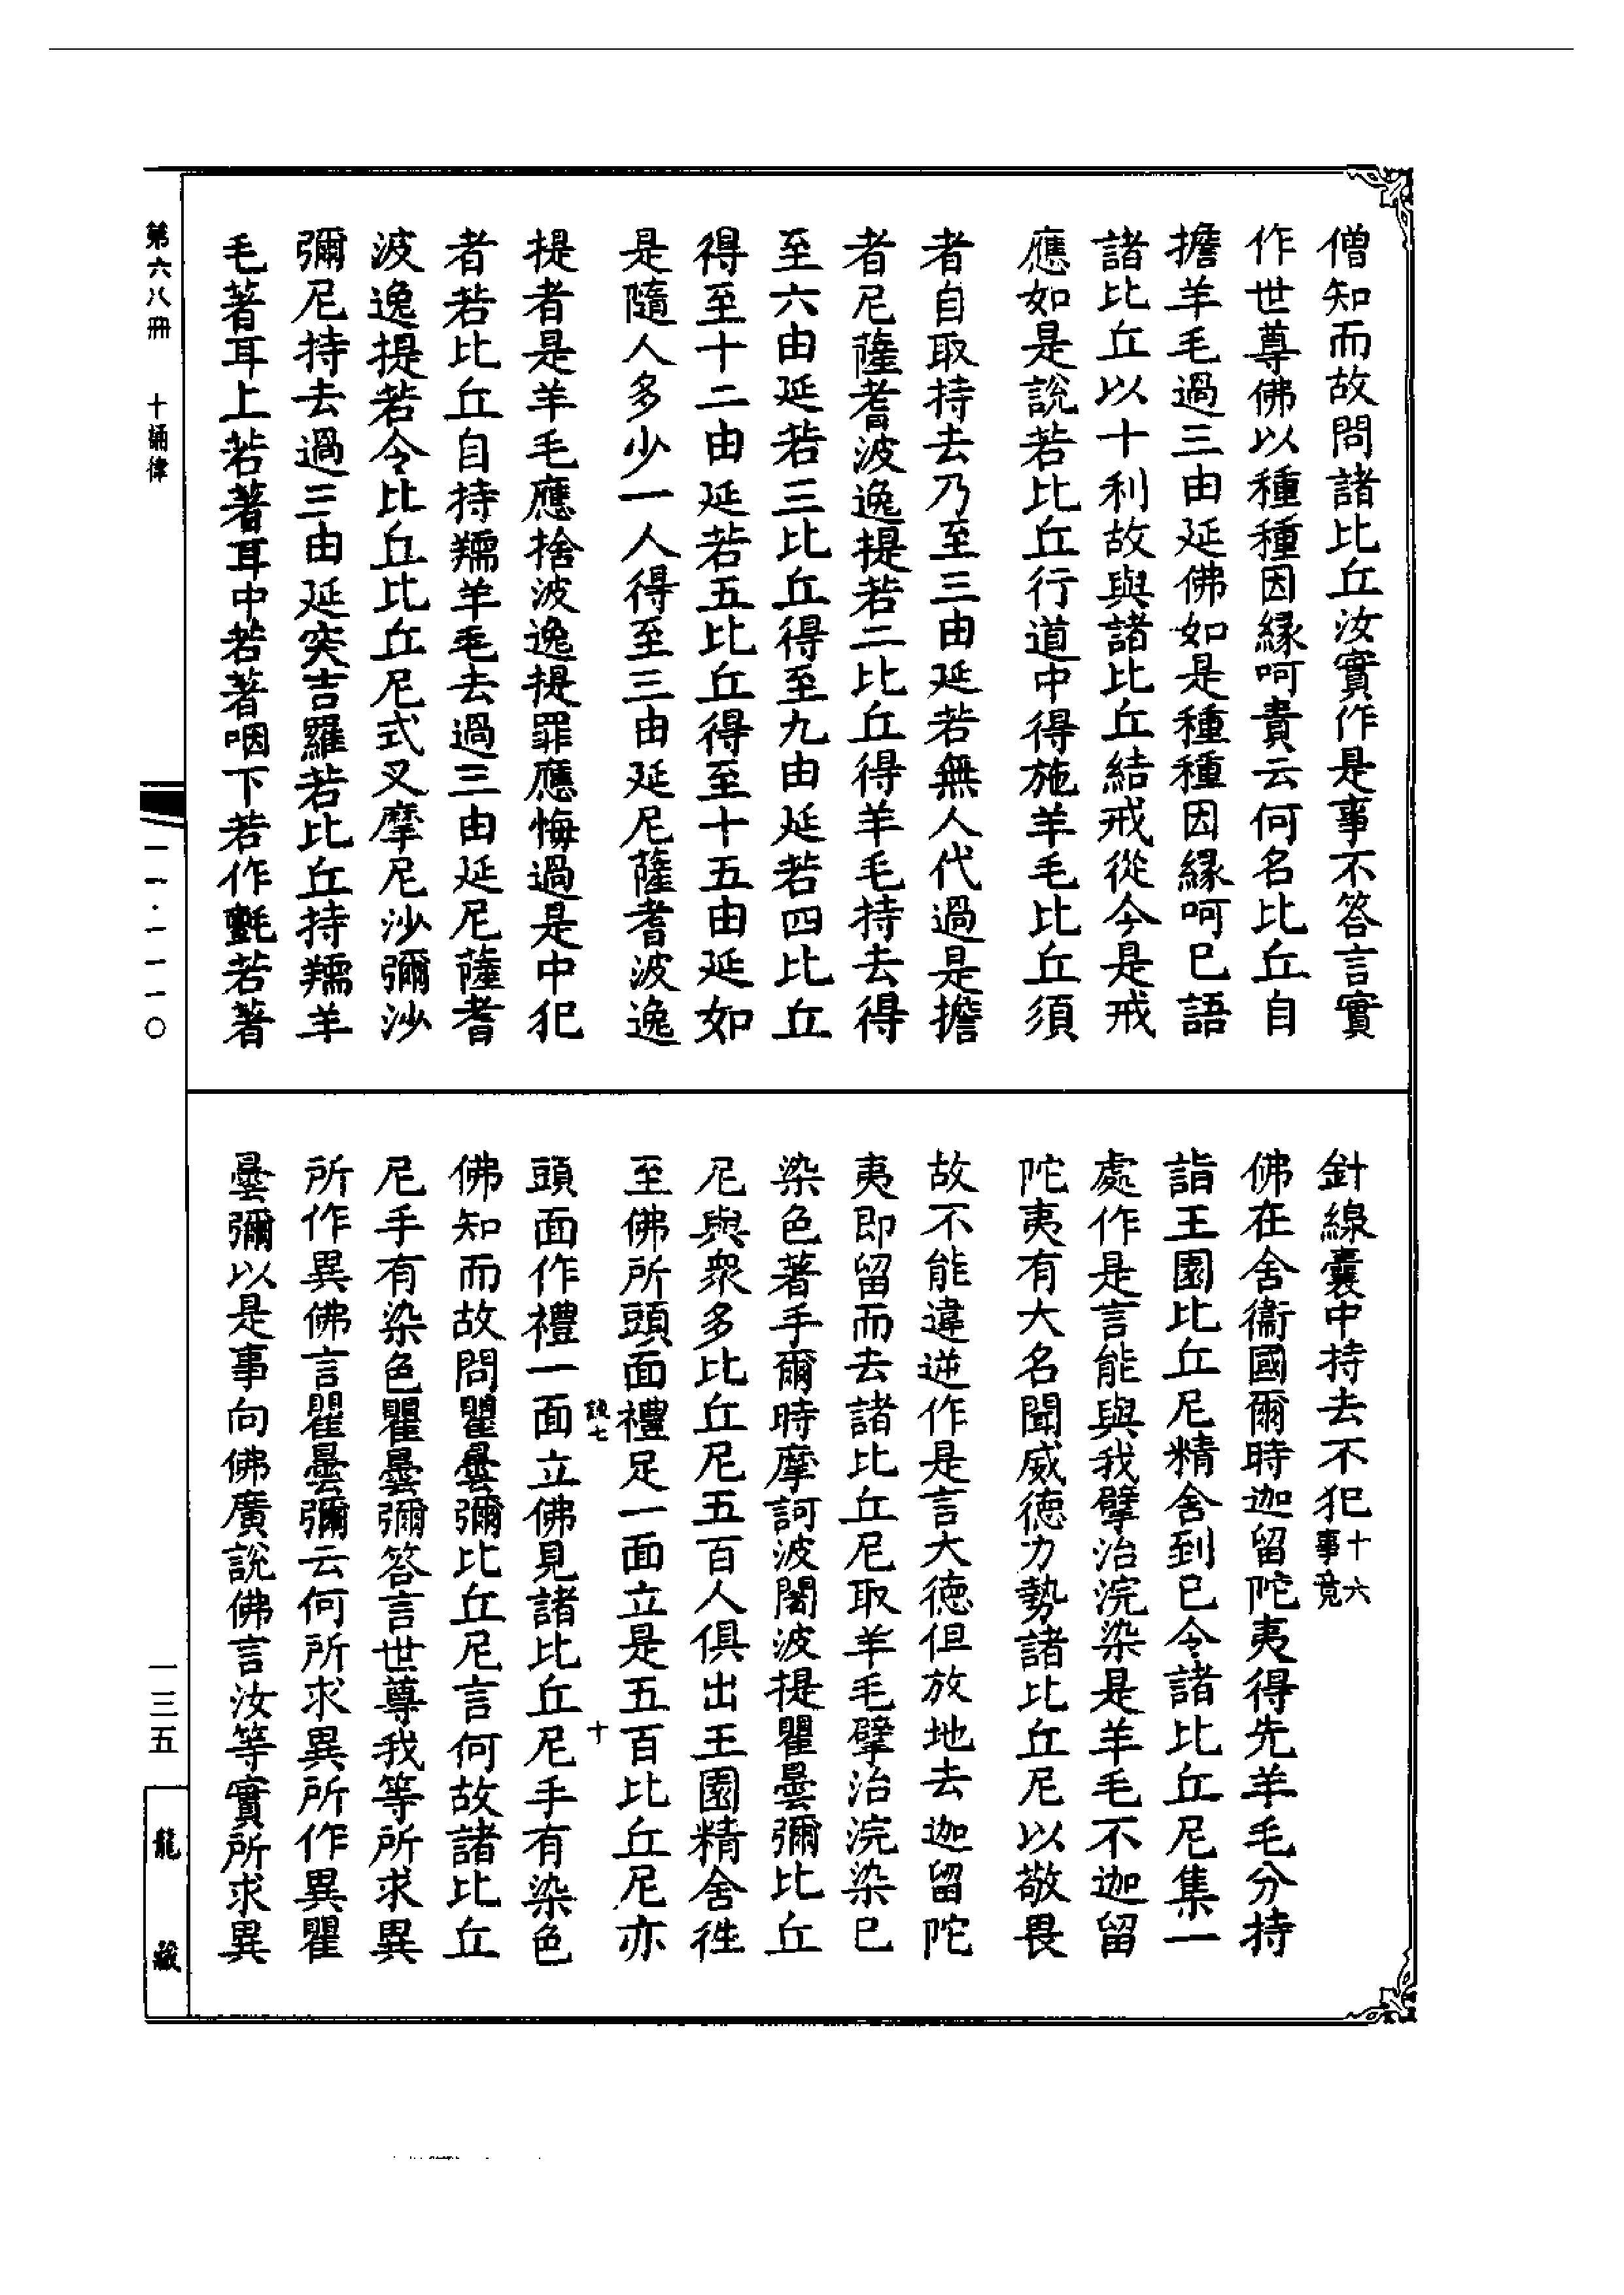 僧知而故問諸比丘汝實作是事不答言實
作世尊佛以種種因緣呵責云何名比丘自
擔羊毛過三由延佛如是種種因緣呵已語
諸比丘以十利故與諸比丘結戒從今是戒
應如是說若比丘行道中得施羊毛比丘須
者自取持去乃至三由延若無人代過是擔
者尼薩耆波逸提若二比丘得羊毛持去得
至六由延若三比丘得至九由延若四比丘
得至十二由延若五比丘得至十五由延如
是隨人多少一人得至三由延尼薩耆波逸
提者是羊毛應捨波逸提罪應悔過是中犯
者若比丘自持羺羊毛去過三由延尼薩耆
波逸提若令比丘比丘尼式叉摩尼沙彌沙
彌尼持去過三由延突吉羅若比丘持羺羊
毛著耳上若著耳中若著咽下若作氎若著
針線囊中持去不犯十六事竟
佛在舍衞國爾時迦留陀夷得先羊毛分持
詣王園比丘尼精舍到已令諸比丘尼集一
處作是言能與我擘治浣染是羊毛不迦留
陀夷有大名聞威德力勢諸比丘尼以敬畏
故不能違逆作是言大德但放地去迦留陀
夷即留而去諸比丘尼取羊毛擘治浣染已
染色著手爾時摩訶波闍波提瞿曇彌比丘
尼與眾多比丘尼五百人俱出王園精舍往
至佛所頭面禮足一面立是五百比丘尼亦
頭面作禮一面立佛見諸比丘尼手有染色
佛知而故問瞿曇彌比丘尼言何故諸比丘
尼手有染色瞿曇彌答言世尊我等所求異
所作異佛言瞿曇彌云何所求異所作異瞿
曇彌以是事向佛廣說佛言汝等實所求異
第六八冊 十誦律
一一·一一一〇
一三五
龍藏